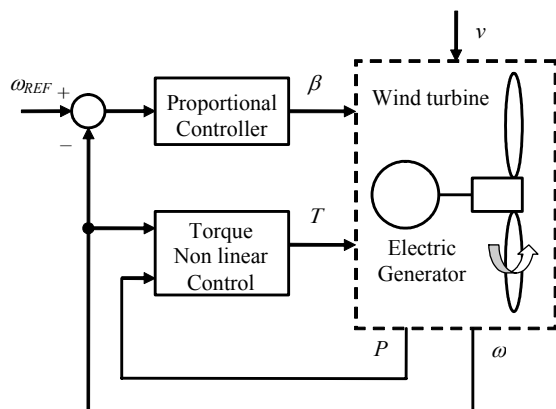 v
ωREF
+
−
Proportional
Controller
β
Wind turbine
Torque
Non linear
Control
T
Electric
Generator
P
ω